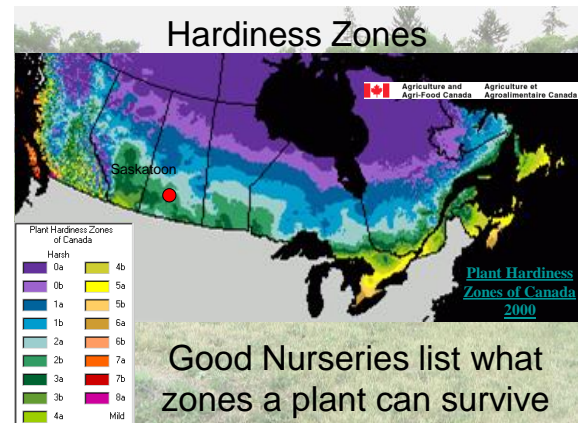 Hardiness Zones
Agriculture and
Agri-Food Canada
Agriculture et
Agroalimentaire Canada
Saskatoon
Plant Hardiness Zones
of Canada
Harsh
0a
0b
1a
1b
2a
2b
3a
3b
4a
4b
5a
5b
6a
6b
7a
7b
8a
Mild
Plant Hardiness
Zones of Canada
2000
Good Nurseries list what
zones a plant can survive